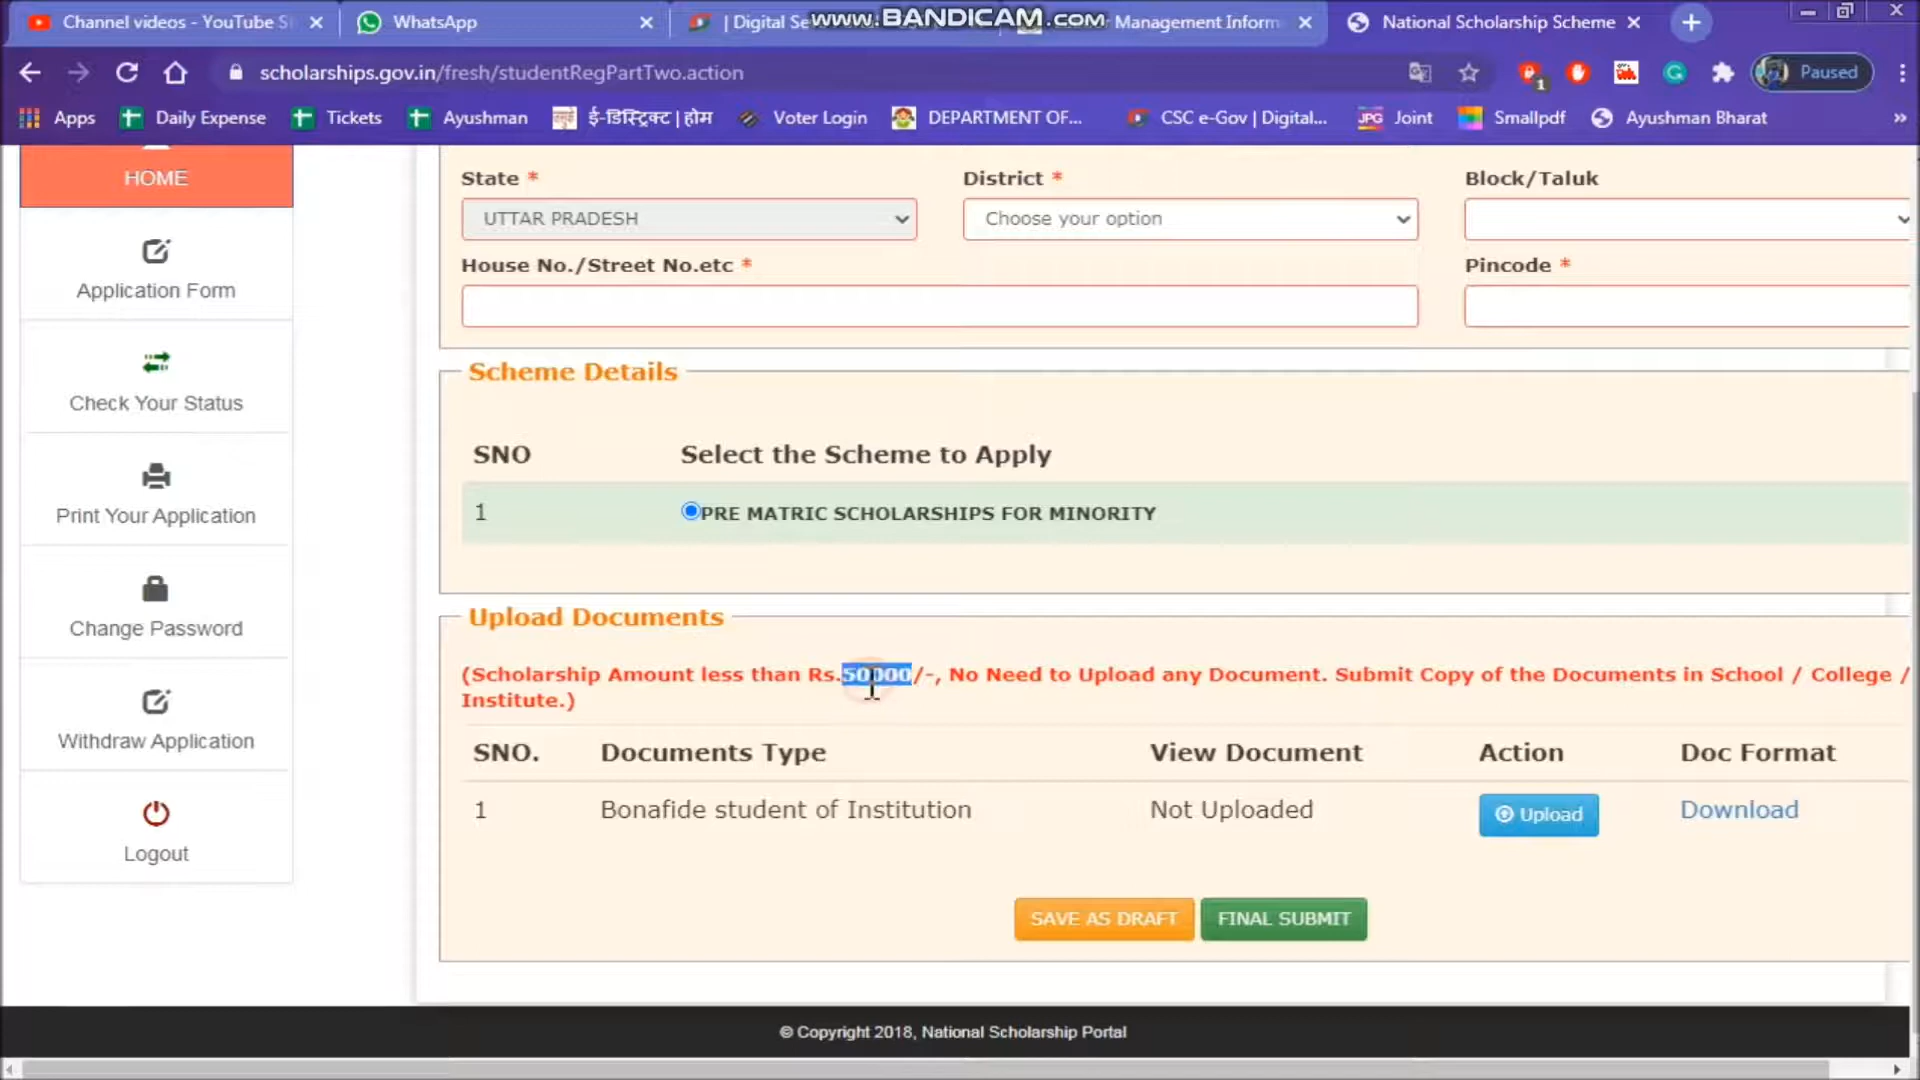 Channel videos - YouTube S
WhatsApp
| Digital Se
www.BANDICAM.com
Management Inform
National Scholarship Scheme
scholarships.gov.in/fresh/studentRegPartTwo.action
1
Paused
Apps
Daily Expense
Tickets
Ayushman
ई-डिस्ट्रिक्ट | होम
Voter Login
DEPARTMENT OF...
CSC e-Gov | Digital...
JPG
Joint
Smallpdf
Ayushman Bharat
»
HOME
Application Form
Check Your Status
Print Your Application
Change Password
Withdraw Application
Logout
State * District * Block/Taluk
UTTAR PRADESH Choose your option
House No./Street No.etc * Pincode *
Scheme Details
SNO Select the Scheme to Apply
1 PRE MATRIC SCHOLARSHIPS FOR MINORITY
Upload Documents
(Scholarship Amount less than Rs.50000/-, No Need to Upload any Document. Submit Copy of the Documents in School / College /
Institute.)
SNO. Documents Type View Document Action Doc Format
1 Bonafide student of Institution Not Uploaded Upload Download
SAVE AS DRAFT FINAL SUBMIT
© Copyright 2018, National Scholarship Portal